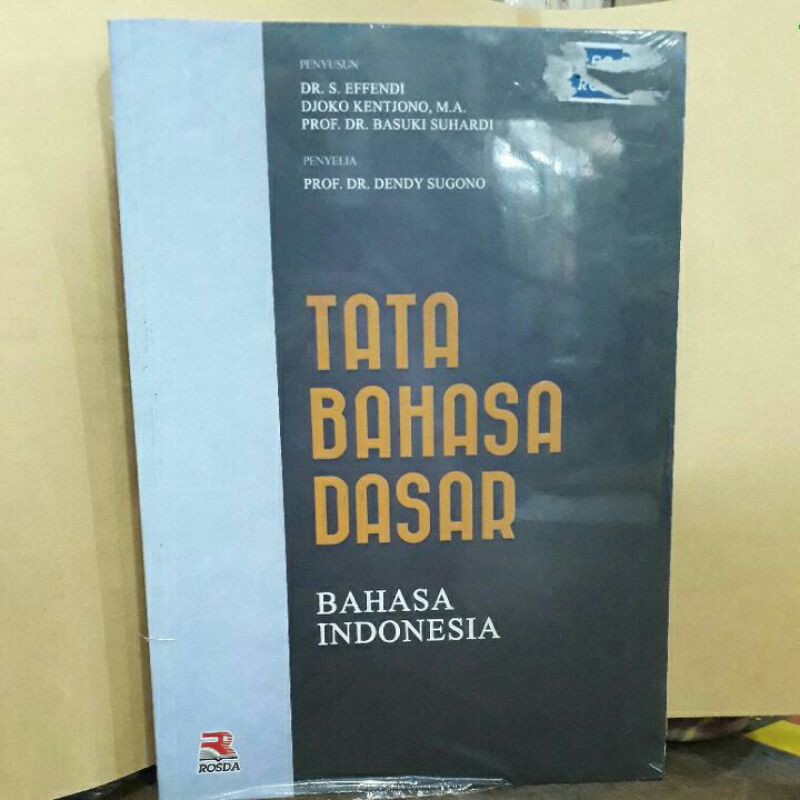 PENYUSUN
DR. S. EFFENDI
DJOKO KENTJONO, M.A.
PROF. DR. BASUKI SUHARDI
PENYELIA
PROF. DR. DENDY SUGONO
TATA
BAHASA
DASAR
BAHASA
INDONESIA
ROSDA